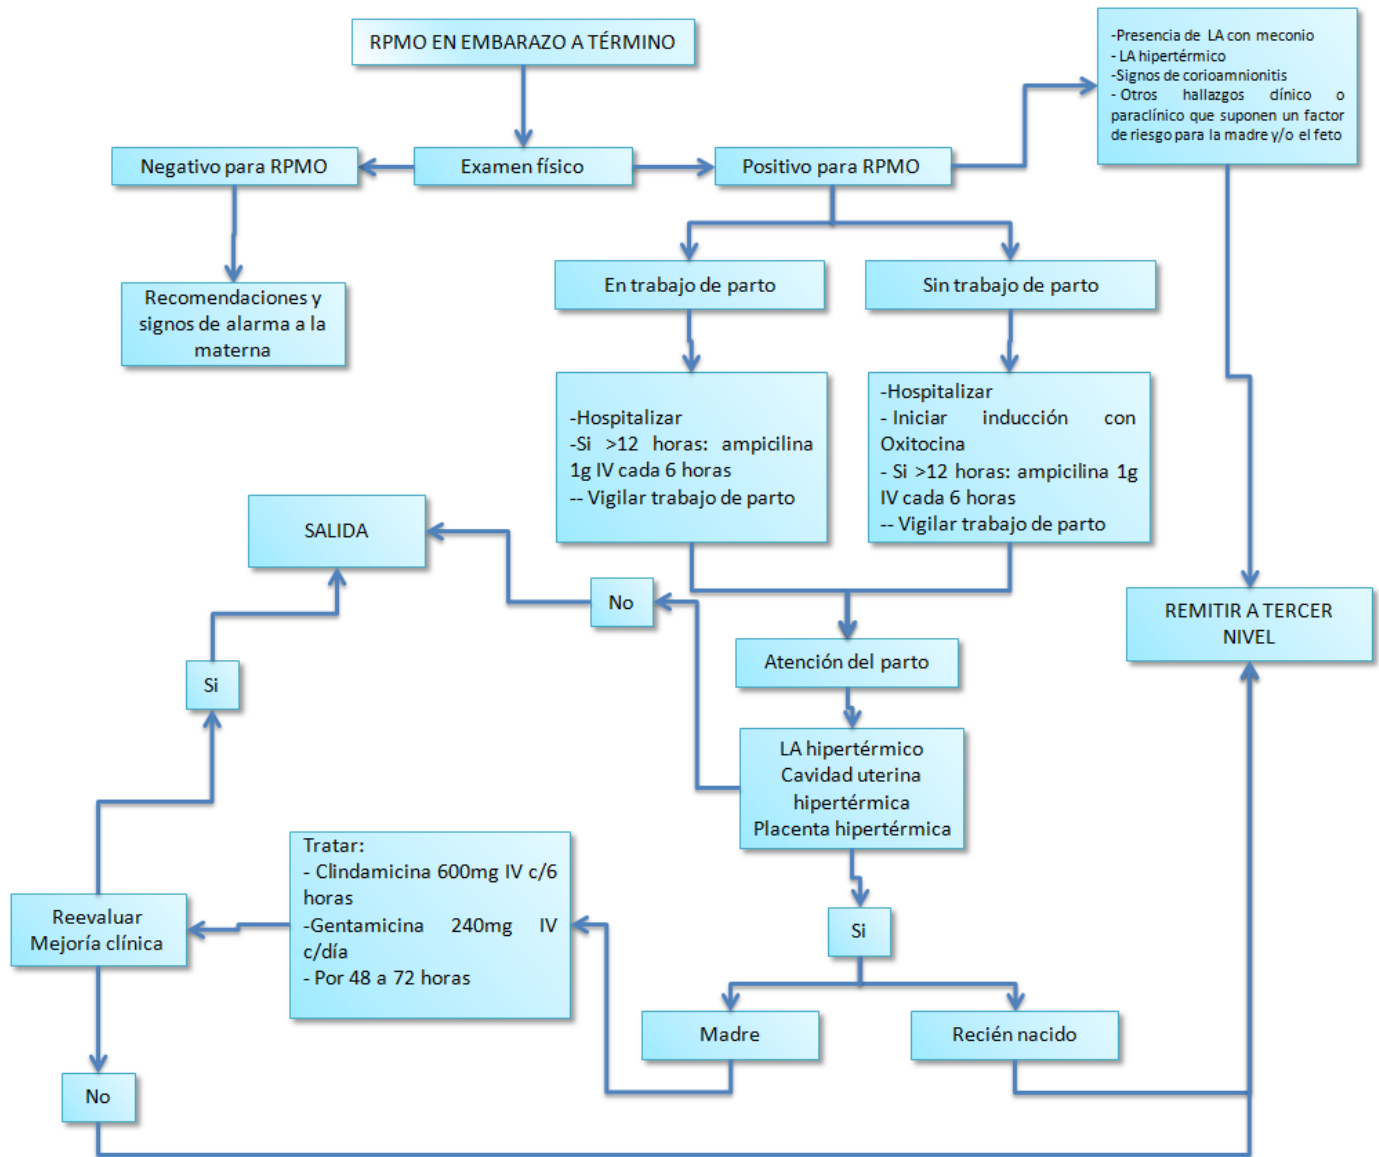 RPMO EN EMBARAZO A TÉRMINO
-Presencia de LA con meconio
- LA hipertérmico
-Signos de corioamnionitis
- Otros hallazgos clínico o
paraclínico que suponen un factor
de riesgo para la madre y/o el feto
Negativo para RPMO
Examen físico
Positivo para RPMO
Recomendaciones y
signos de alarma a la
materna
En trabajo de parto
Sin trabajo de parto
-Hospitalizar
-Si >12 horas: ampicilina
1g IV cada 6 horas
-- Vigilar trabajo de parto
-Hospitalizar
- Iniciar inducción con
Oxitocina
- Si >12 horas: ampicilina 1g
IV cada 6 horas
-- Vigilar trabajo de parto
SALIDA
No
REMITIR A TERCER
NIVEL
Atención del parto
Si
LA hipertérmico
Cavidad uterina
hipertérmica
Placenta hipertérmica
Tratar:
- Clindamicina 600mg IV c/6
horas
-Gentamicina 240mg IV
c/día
- Por 48 a 72 horas
Reevaluar
Mejoría clínica
Si
Madre
Recién nacido
No